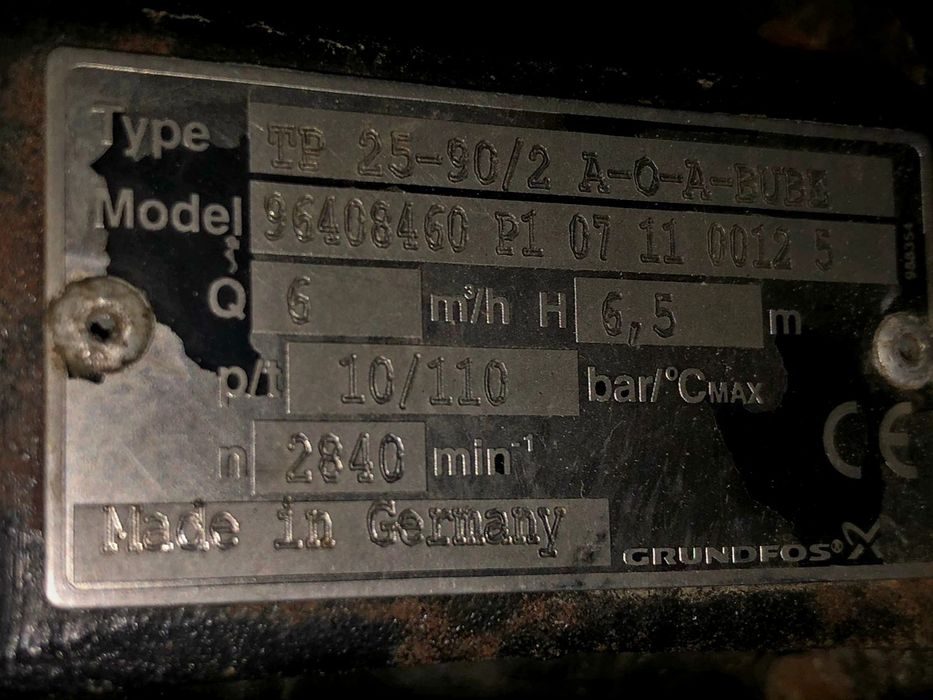 Type TP 25-90/2 A-O-A-BUBE
Model 96408460 P1 07 11 0012 5
Q 6 m³/h H 6,5 m
p/t 10/110 bar/°CMAX
n 2840 min⁻¹
CE
Made in Germany
GRUNDFOS®